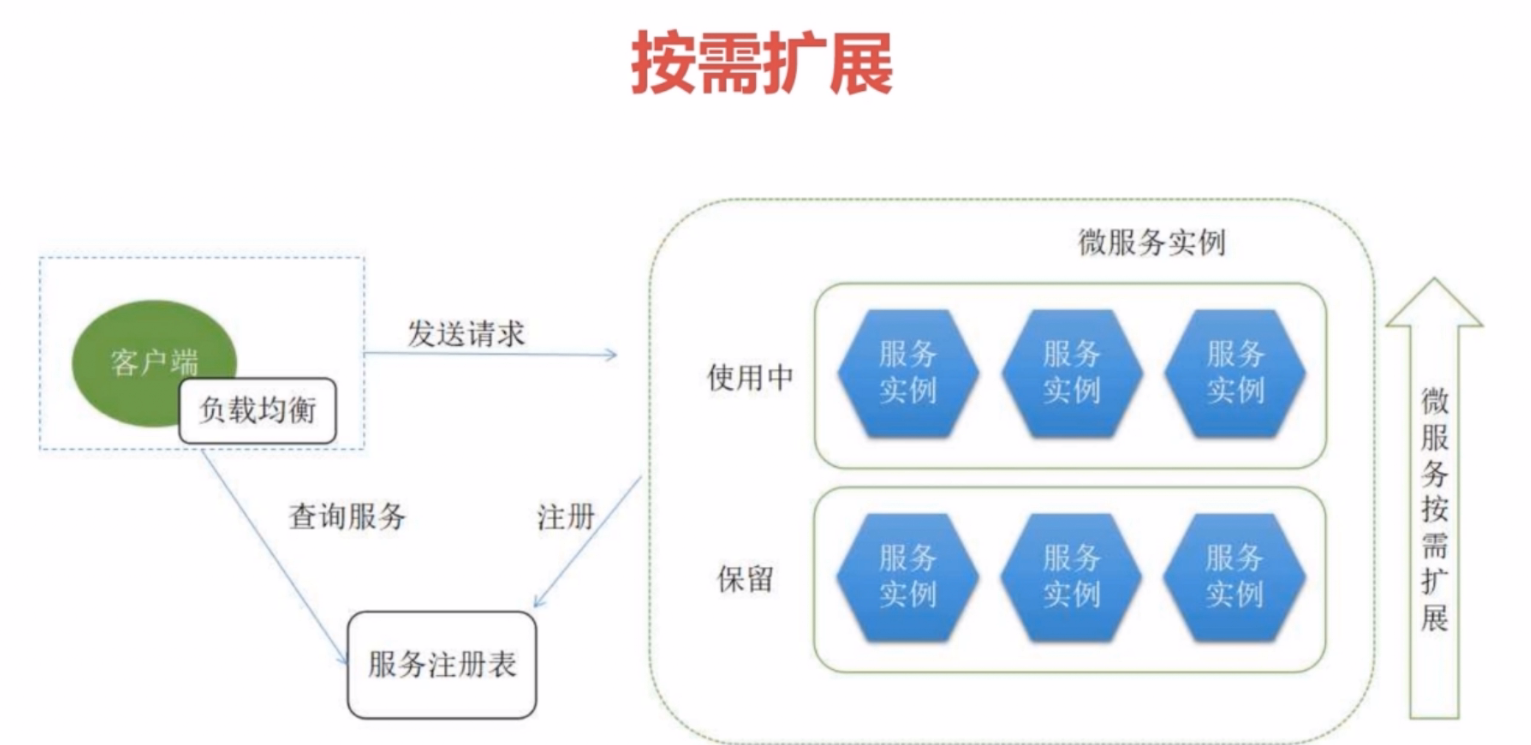 按需扩展
微服务实例
客户端
负载均衡
发送请求
查询服务
注册
服务注册表
使用中
服务
实例
服务
实例
服务
实例
保留
服务
实例
服务
实例
服务
实例
微服务按需扩展